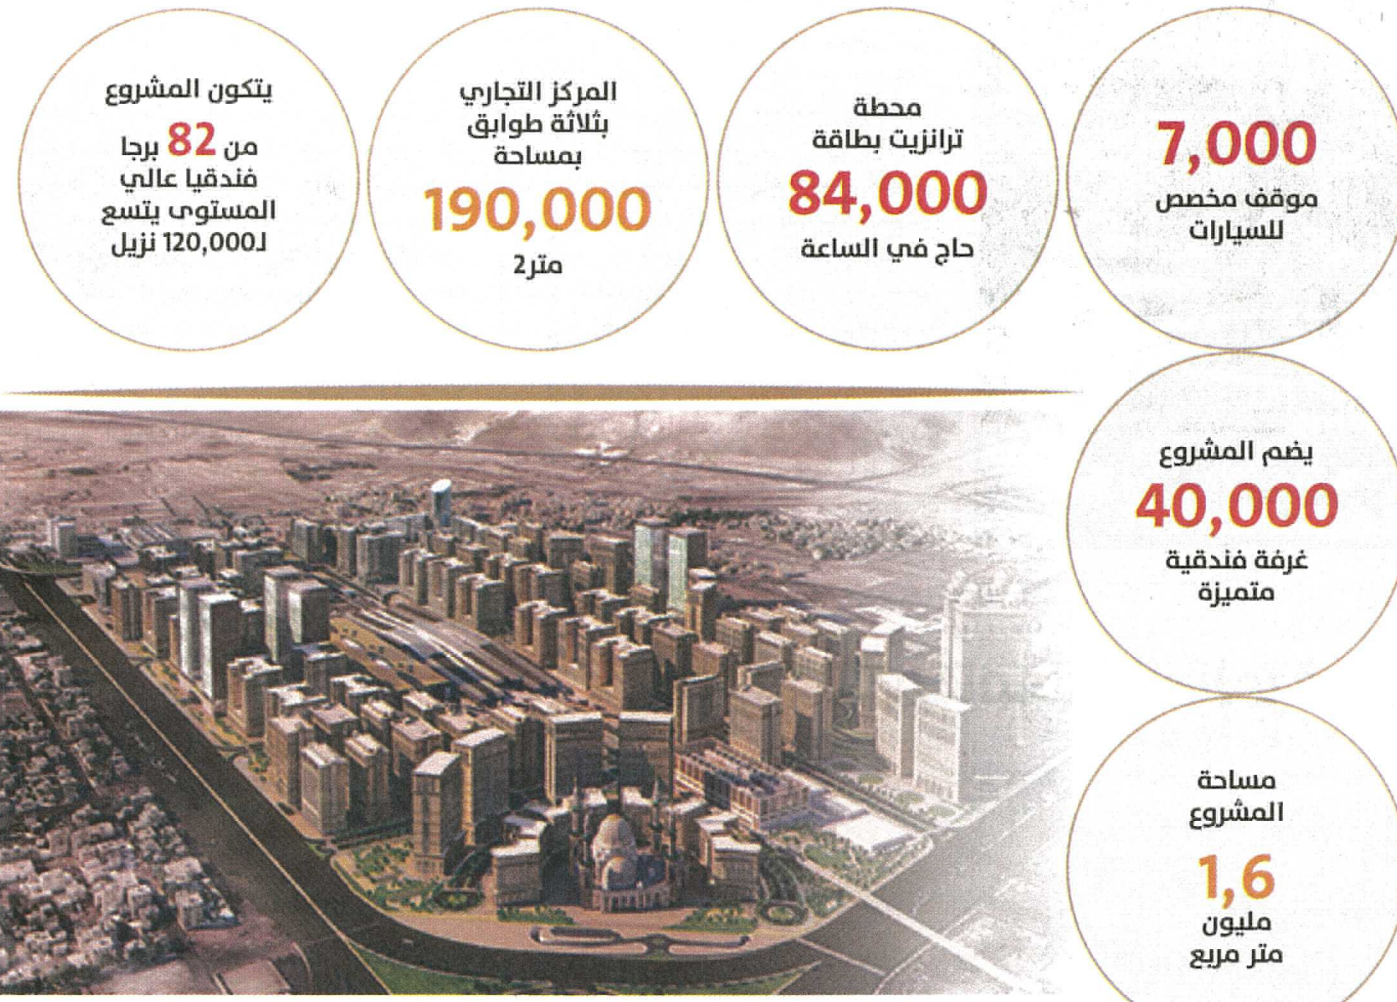 7,000
موقف مخصص
للسيارات
محطة
ترانزيت بطاقة
84,000
حاج في الساعة
المركز التجاري
بثلاثة طوابق
بمساحة
190,000
متر2
يتكون المشروع
من 82 برجا
فندقيا عالي
المستوى يتسع
لـ120,000 نزيل
يضم المشروع
40,000
غرفة فندقية
متميزة
مساحة
المشروع
1,6
مليون
متر مربع